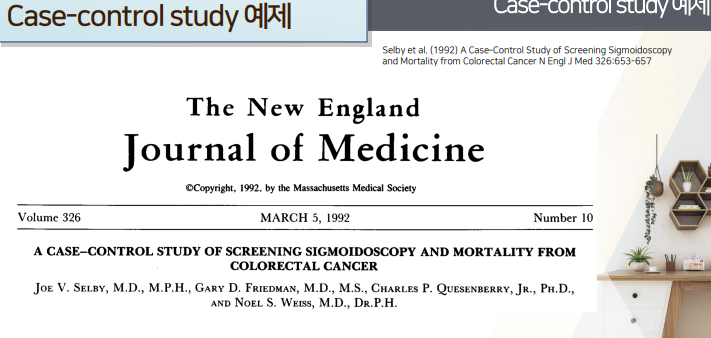 Case-control study 예제
Case-control study 예제
Selby et al. (1992) A Case-Control Study of Screening Sigmoidoscopy
and Mortality from Colorectal Cancer N Engl J Med 326:653-657
The New England
Journal of Medicine
©Copyright, 1992, by the Massachusetts Medical Society
Volume 326 MARCH 5, 1992 Number 10
A CASE–CONTROL STUDY OF SCREENING SIGMOIDOSCOPY AND MORTALITY FROM
COLORECTAL CANCER
JOE V. SELBY, M.D., M.P.H., GARY D. FRIEDMAN, M.D., M.S., CHARLES P. QUESENBERRY, JR., PH.D.,
AND NOEL S. WEISS, M.D., DR.P.H.